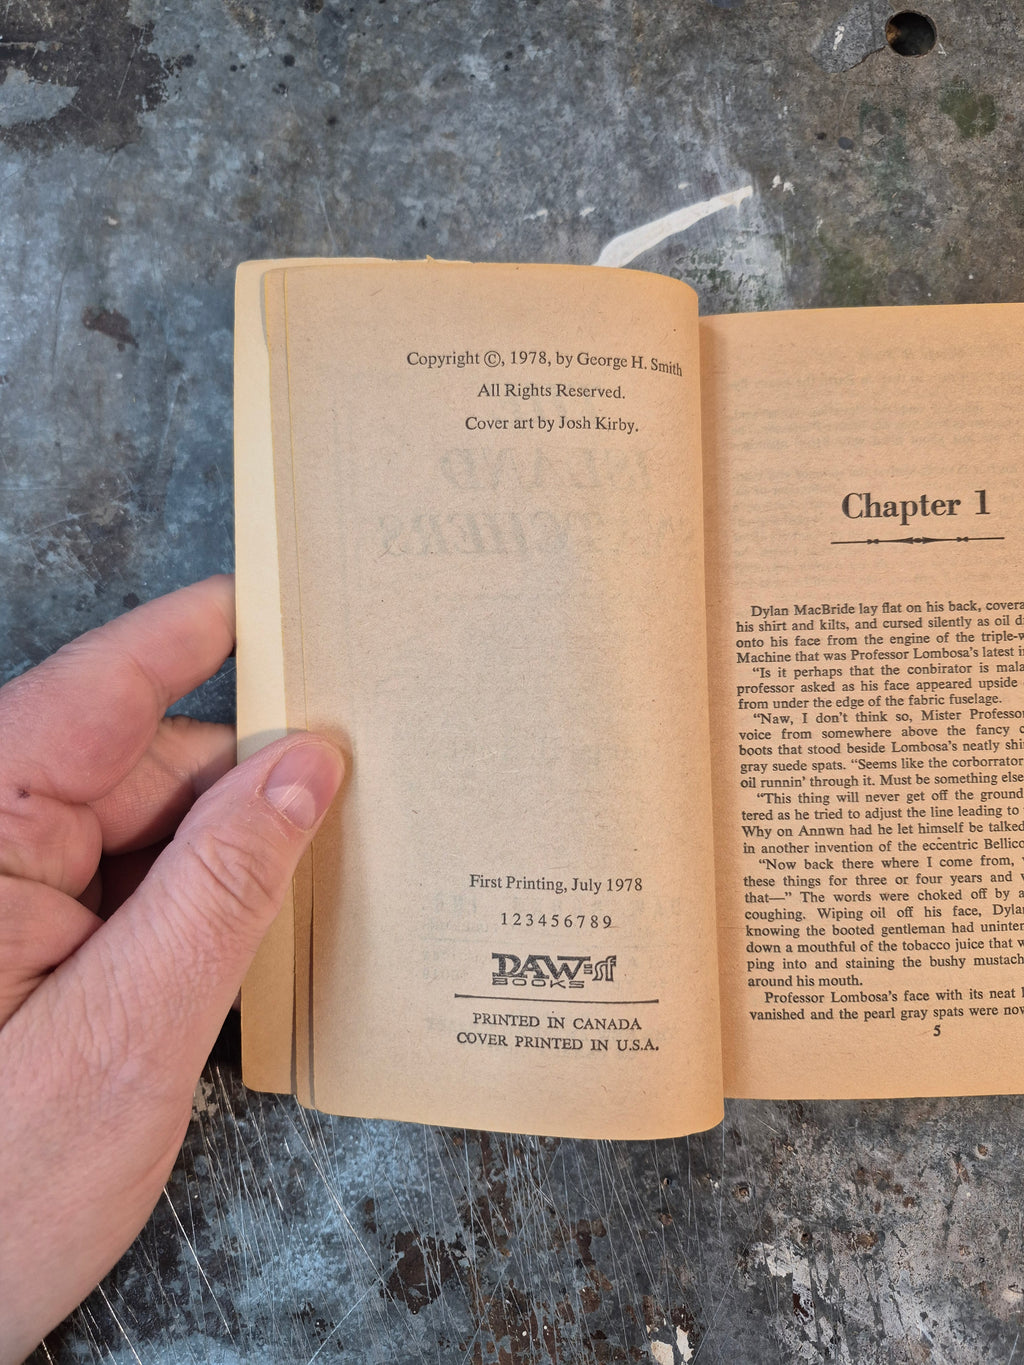 Copyright ©, 1978, by George H. Smith
All Rights Reserved.
Cover art by Josh Kirby.
First Printing, July 1978
1 2 3 4 5 6 7 8 9
DAW=sf
BOOKS
PRINTED IN CANADA
COVER PRINTED IN U.S.A.
Chapter 1
Dylan MacBride lay flat on his back,
his shirt and kilts, and cursed silently as oil
onto his face from the engine of the
Machine that was Professor Lombosa's latest
"Is it perhaps that the conbirator is
professor asked as his face appeared upside
from under the edge of the fabric fuselage.
"Naw, I don't think so, Mister Professor
voice from somewhere above the fancy
boots that stood beside Lombosa's neatly
gray suede spats. "Seems like the corborrator
oil runnin' through it. Must be something else
"This thing will never get off the ground
tered as he tried to adjust the line leading to
Why on Annwn had he let himself be talked
in another invention of the eccentric
"Now back there where I come from,
these things for three or four years and
that—" The words were choked off by a
coughing. Wiping oil off his face,
knowing the booted gentleman had
down a mouthful of the tobacco juice that
ping into and staining the bushy
around his mouth.
Professor Lombosa's face with its neat
vanished and the pearl gray spats were
5